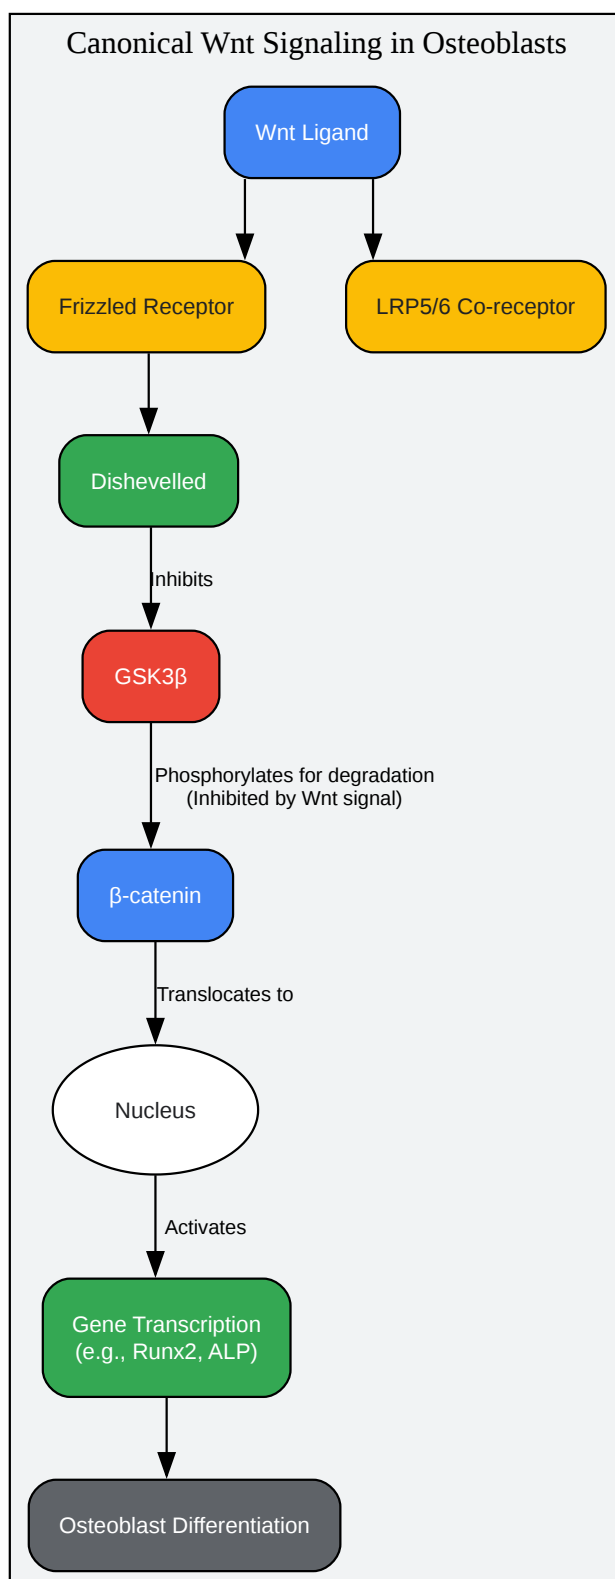 Canonical Wnt Signaling in Osteoblasts
Wnt Ligand
Frizzled Receptor
LRP5/6 Co-receptor
Dishevelled
Inhibits
GSK3β
Phosphorylates for degradation
(Inhibited by Wnt signal)
β-catenin
Translocates to
Nucleus
Activates
Gene Transcription
(e.g., Runx2, ALP)
Osteoblast Differentiation